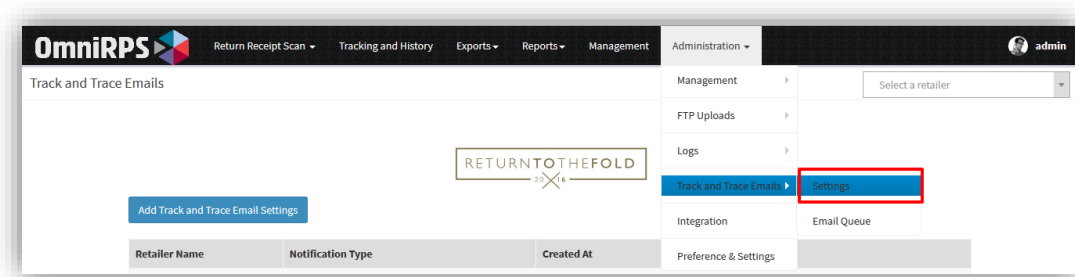 OmniRPS Return Receipt Scan Tracking and History Exports Reports Management Administration admin
Track and Trace Emails Management Select a retailer
FTP Uploads
Logs
RETURNTOTHEFOLD
20 16
Track and Trace Emails Settings
Add Track and Trace Email Settings
Integration Email Queue
Retailer Name Notification Type Created At Preference & Settings